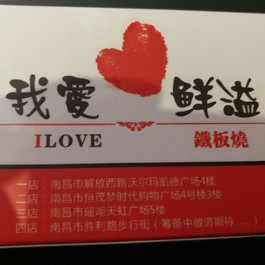 我愛 鮮溢
ILOVE 鐵板燒
一店：南昌市解放西路沃尔玛凯德广场4楼
二店：南昌市恒茂梦时代购物广场4号楼3楼
三店：南昌市瑶湖天虹广场5楼
四店：南昌市胜利路步行街（筹备中敬请期待......）